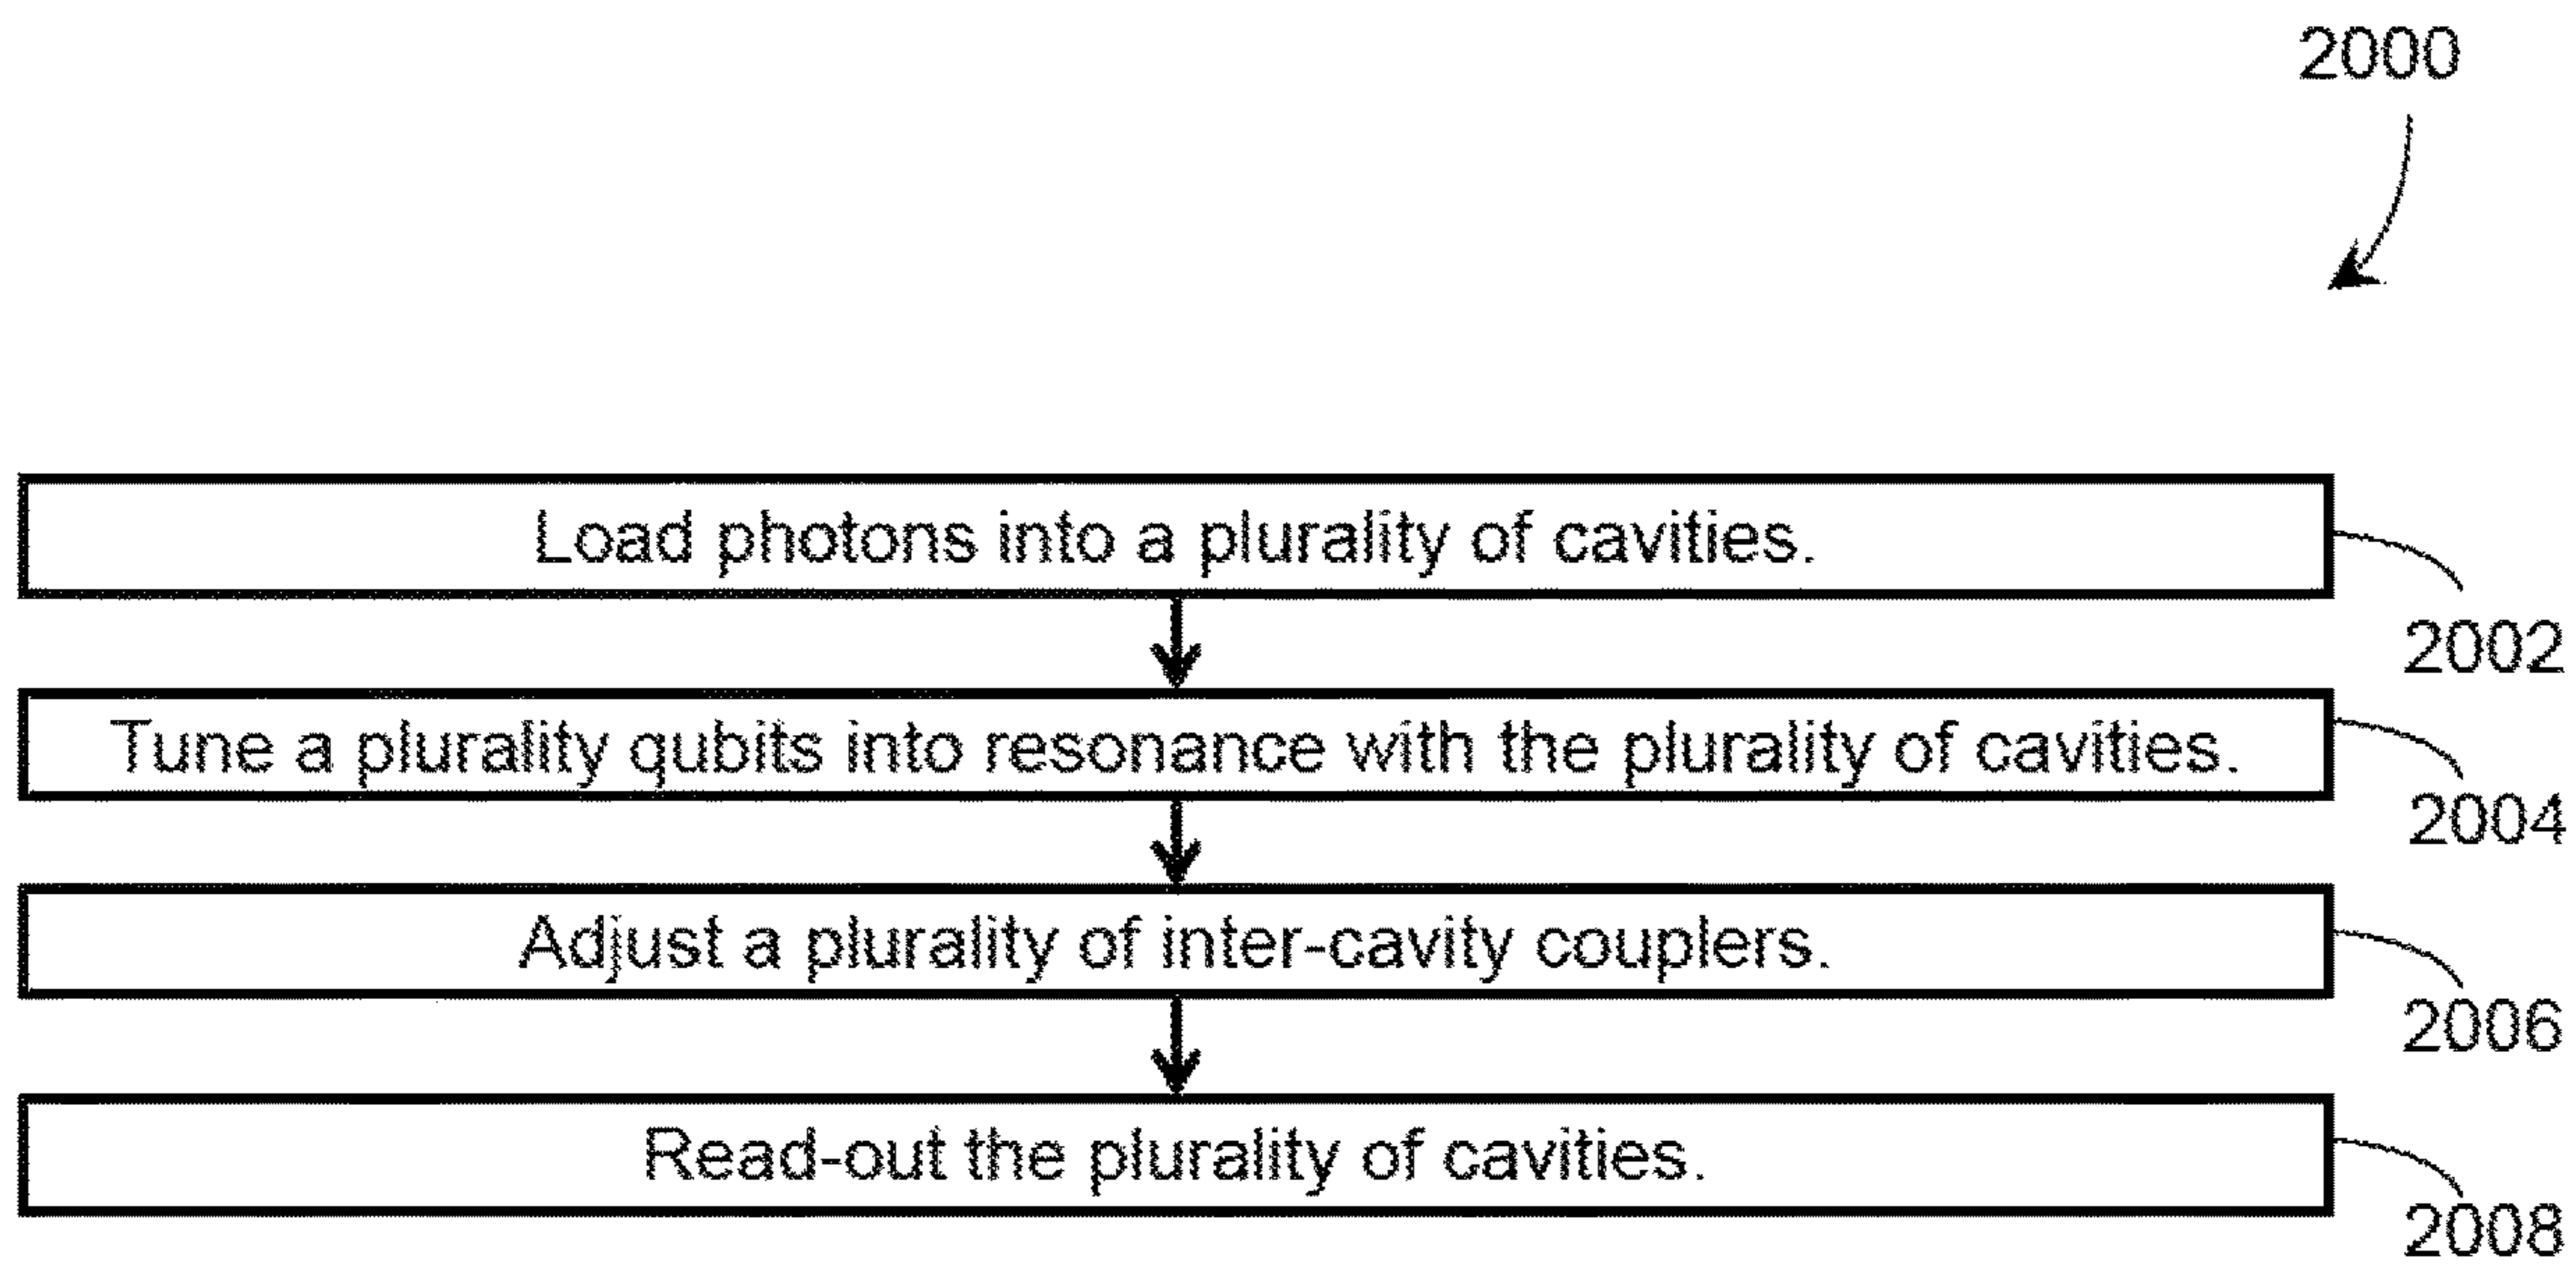 2000
Load photons into a plurality of cavities.
2002
Tune a plurality qubits into resonance with the plurality of cavities.
2004
Adjust a plurality of inter-cavity couplers.
2006
Read-out the plurality of cavities.
2008